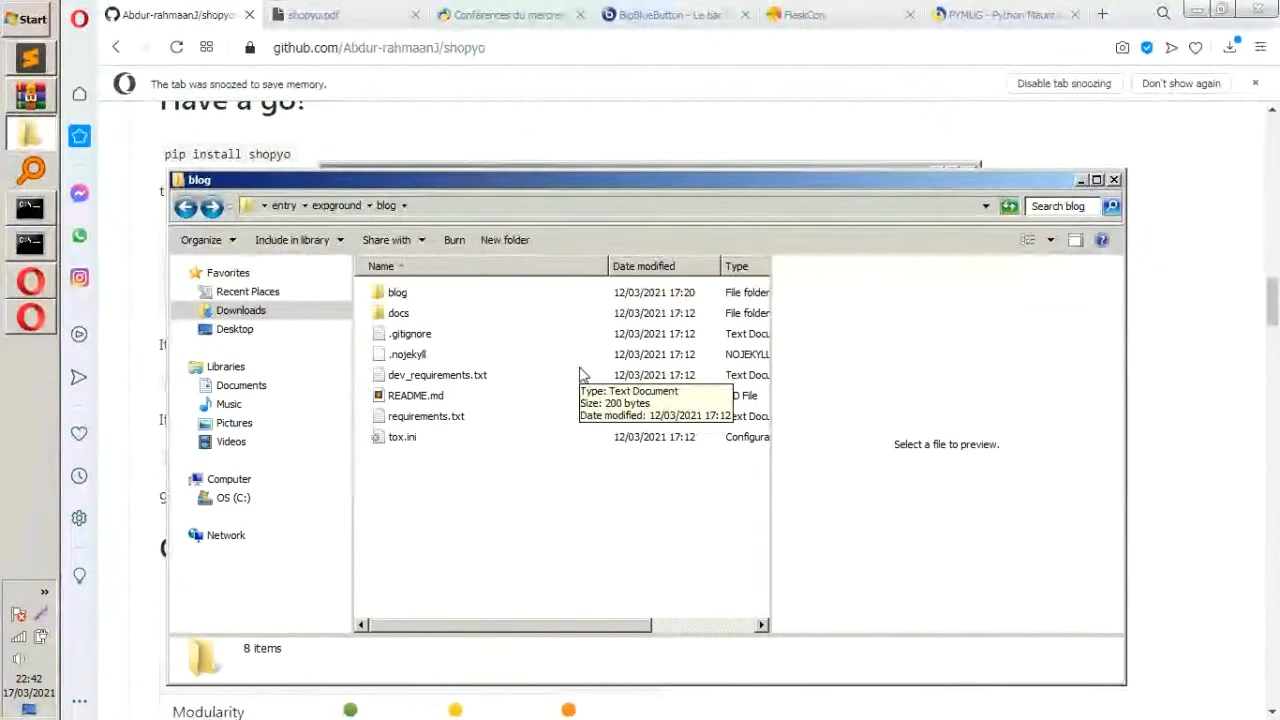 Start
Abdur-rahmaanJ/shopyo
shopyo.pdf
Conférences du mercre
BigBlueButton - Le bar
FlaskCon
PYMUG - Python Maurit
github.com/Abdur-rahmaanJ/shopyo
The tab was snoozed to save memory.
Disable tab snoozing
Don't show again
Have a go!
pip install shopyo
blog
entry
expground
blog
Search blog
Organize
Include in library
Share with
Burn
New folder
Name
Date modified
Type
Favorites
Recent Places
Downloads
Desktop
Libraries
Documents
Music
Pictures
Videos
Computer
OS (C:)
Network
blog 12/03/2021 17:20 File folder
docs 12/03/2021 17:12 File folder
.gitignore 12/03/2021 17:12 Text Docu
.nojekyll 12/03/2021 17:12 NOJEKYLL
dev_requirements.txt 12/03/2021 17:12 Text Docu
README.md D File
requirements.txt ext Docu
tox.ini 12/03/2021 17:12 Configura
Type: Text Document
Size: 200 bytes
Date modified: 12/03/2021 17:12
Select a file to preview.
8 items
Modularity
22:42
17/03/2021